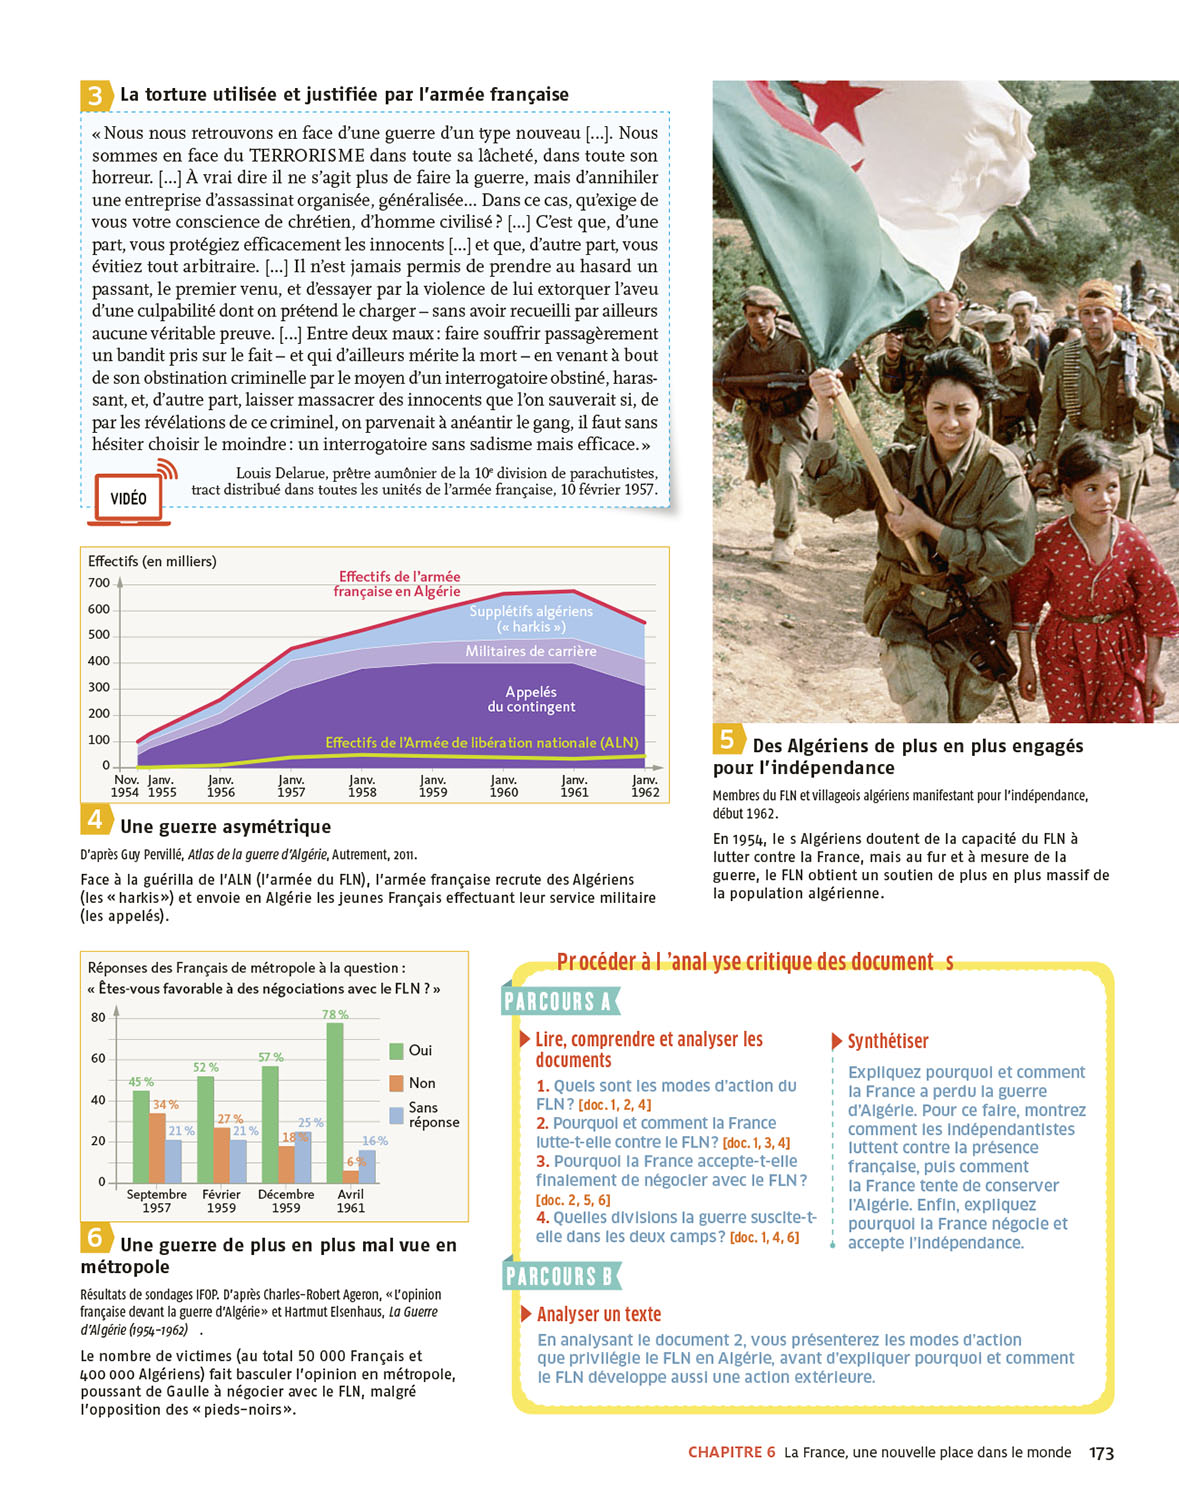 3 La torture utilisée et justifiée par l'armée française
« Nous nous retrouvons en face d'une guerre d'un type nouveau [...]. Nous
sommes en face du TERRORISME dans toute sa lâcheté, dans toute son
horreur. [...] À vrai dire il ne s'agit plus de faire la guerre, mais d'annihiler
une entreprise d'assassinat organisée, généralisée... Dans ce cas, qu'exige de
vous votre conscience de chrétien, d'homme civilisé ? [...] C'est que, d'une
part, vous protégiez efficacement les innocents [...] et que, d'autre part, vous
évitiez tout arbitraire. [...] Il n'est jamais permis de prendre au hasard un
passant, le premier venu, et d'essayer par la violence de lui extorquer l'aveu
d'une culpabilité dont on prétend le charger – sans avoir recueilli par ailleurs
aucune véritable preuve. [...] Entre deux maux : faire souffrir passagèrement
un bandit pris sur le fait – et qui d'ailleurs mérite la mort – en venant à bout
de son obstination criminelle par le moyen d'un interrogatoire obstiné, haras-
sant, et, d'autre part, laisser massacrer des innocents que l'on sauverait si, de
par les révélations de ce criminel, on parvenait à anéantir le gang, il faut sans
hésiter choisir le moindre : un interrogatoire sans sadisme mais efficace. »
Louis Delarue, prêtre aumônier de la 10e division de parachutistes,
tract distribué dans toutes les unités de l'armée française, 10 février 1957.
VIDÉO
Effectifs (en milliers)
700
600
500
400
300
200
100
0
Effectifs de l'armée
française en Algérie
Supplétifs algériens
(« harkis »)
Militaires de carrière
Appelés
du contingent
Effectifs de l'Armée de libération nationale (ALN)
Nov. Janv. Janv. Janv. Janv. Janv. Janv. Janv. Janv.
1954 1955 1956 1957 1958 1959 1960 1961 1962
4 Une guerre asymétrique
D'après Guy Pervillé, Atlas de la guerre d'Algérie, Autrement, 2011.
Face à la guérilla de l'ALN (l'armée du FLN), l'armée française recrute des Algériens
(les « harkis ») et envoie en Algérie les jeunes Français effectuant leur service militaire
(les appelés).
5 Des Algériens de plus en plus engagés
pour l'indépendance
Membres du FLN et villageois algériens manifestant pour l'indépendance,
début 1962.
En 1954, le s Algériens doutent de la capacité du FLN à
lutter contre la France, mais au fur et à mesure de la
guerre, le FLN obtient un soutien de plus en plus massif de
la population algérienne.
Réponses des Français de métropole à la question :
« Êtes-vous favorable à des négociations avec le FLN ? »
80
60
40
20
0
45 % 34 % 21 %
52 % 27 % 21 %
57 % 18 % 25 %
78 % 6 % 16 %
Oui
Non
Sans
réponse
Septembre Février Décembre Avril
1957 1959 1959 1961
6 Une guerre de plus en plus mal vue en
métropole
Résultats de sondages IFOP. D'après Charles-Robert Ageron, « L'opinion
française devant la guerre d'Algérie » et Hartmut Elsenhaus, La Guerre
d'Algérie (1954-1962) .
Le nombre de victimes (au total 50 000 Français et
400 000 Algériens) fait basculer l'opinion en métropole,
poussant de Gaulle à négocier avec le FLN, malgré
l'opposition des « pieds-noirs ».
Procéder à l 'anal yse critique des document s
PARCOURS A
Lire, comprendre et analyser les
documents
1. Quels sont les modes d'action du
FLN ? [doc. 1, 2, 4]
2. Pourquoi et comment la France
lutte-t-elle contre le FLN ? [doc. 1, 3, 4]
3. Pourquoi la France accepte-t-elle
finalement de négocier avec le FLN ?
[doc. 2, 5, 6]
4. Quelles divisions la guerre suscite-t-
elle dans les deux camps ? [doc. 1, 4, 6]
Synthétiser
Expliquez pourquoi et comment
la France a perdu la guerre
d'Algérie. Pour ce faire, montrez
comment les indépendantistes
luttent contre la présence
française, puis comment
la France tente de conserver
l'Algérie. Enfin, expliquez
pourquoi la France négocie et
accepte l'indépendance.
PARCOURS B
Analyser un texte
En analysant le document 2, vous présenterez les modes d'action
que privilégie le FLN en Algérie, avant d'expliquer pourquoi et comment
le FLN développe aussi une action extérieure.
CHAPITRE 6 La France, une nouvelle place dans le monde 173